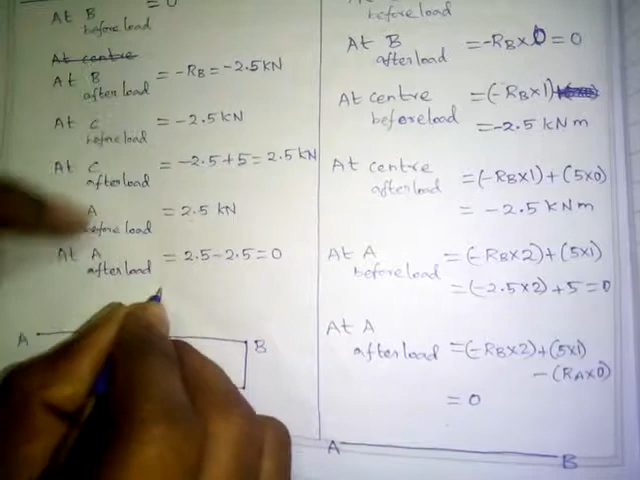 At B
before load = 0
At centre
At B
after load = -RB = -2.5 kN
At C
before load = -2.5 kN
At C
after load = -2.5 + 5 = 2.5 kN
A
before load = 2.5 kN
At A
after load = 2.5 - 2.5 = 0
A
B
before load
At B
after load = -RB × 0 = 0
At centre = (-RB×1)
before load = -2.5 kNm
At centre
after load = (-RB×1) + (5×0)
= -2.5 kNm
At A = (-RB×2) + (5×1)
before load = (-2.5×2) + 5 = 0
At A
after load = (-RB×2) + (5×1)
- (RA×0)
= 0
A
B